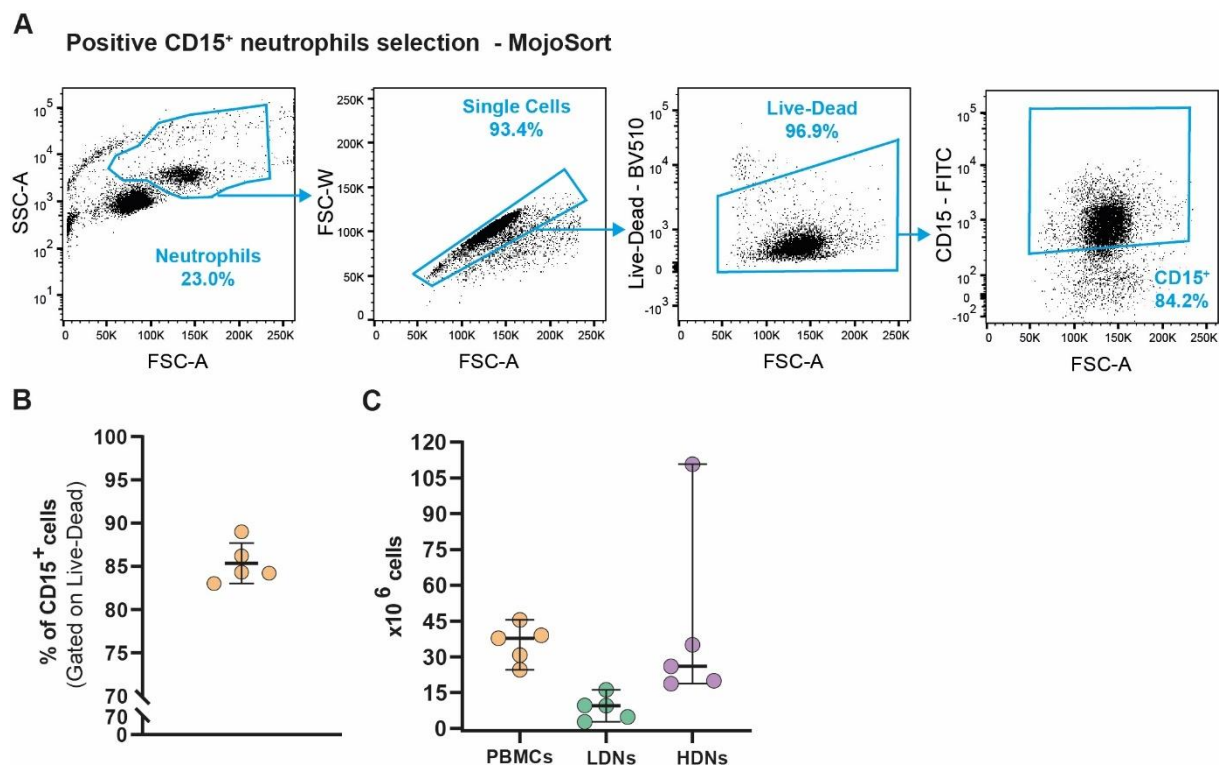 A
Positive CD15⁺ neutrophils selection - MojoSort
SSC-A
10⁵
10⁴
10³
10²
10¹
Neutrophils
23.0%
0 50K 100K 150K 200K 250K
FSC-A
FSC-W
250K
200K
150K
100K
50K
0
Single Cells
93.4%
0 50K 100K 150K 200K 250K
FSC-A
Live-Dead - BV510
10⁵
10⁴
10³
0
-10³
Live-Dead
96.9%
0 50K 100K 150K 200K 250K
FSC-A
CD15 - FITC
10⁵
10⁴
10³
10²
0
-10²
CD15⁺
84.2%
0 50K 100K 150K 200K 250K
FSC-A
B
% of CD15⁺ cells
(Gated on Live-Dead)
100
95
90
85
80
75
70
70
0
C
x10⁶ cells
120
105
90
75
60
45
30
15
0
PBMCs LDNs HDNs